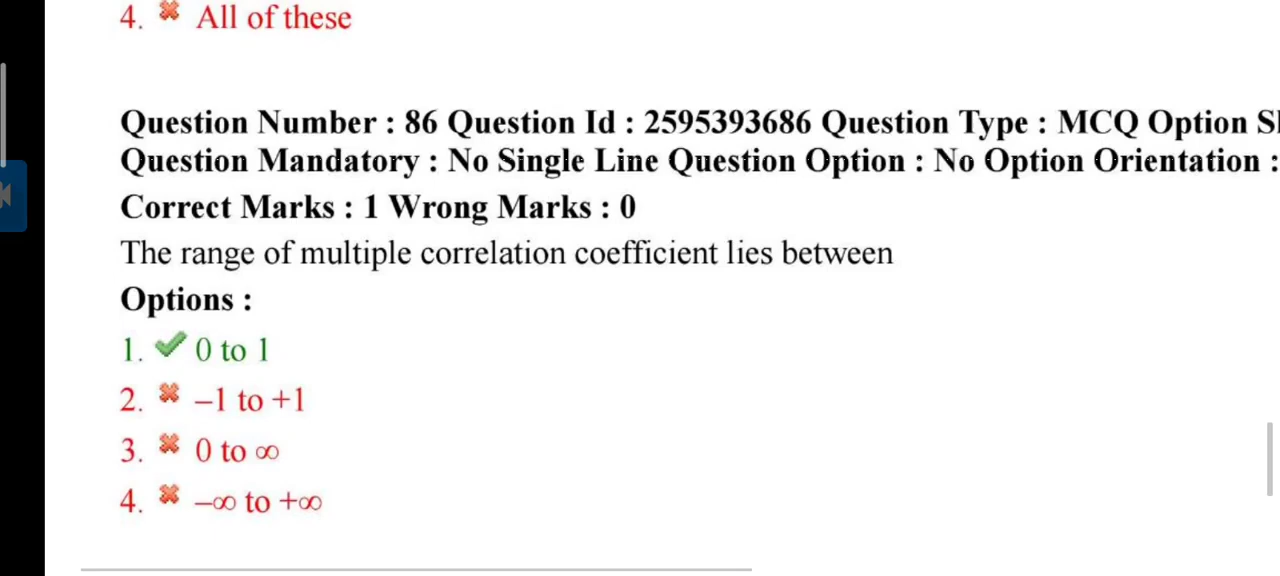 4. All of these
Question Number : 86 Question Id : 2595393686 Question Type : MCQ Option
Question Mandatory : No Single Line Question Option : No Option Orientation :
Correct Marks : 1 Wrong Marks : 0
The range of multiple correlation coefficient lies between
Options :
1. 0 to 1
2. –1 to +1
3. 0 to ∞
4. –∞ to +∞